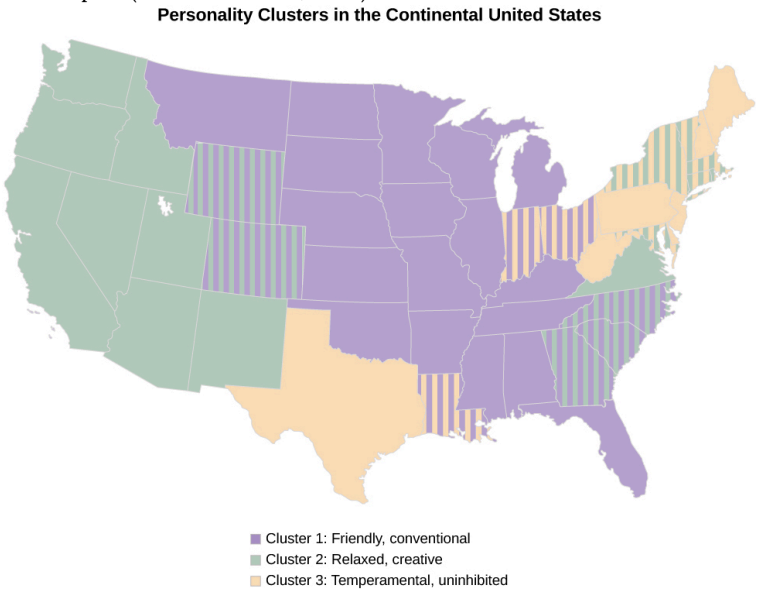 Personality Clusters in the Continental United States
Cluster 1: Friendly, conventional
Cluster 2: Relaxed, creative
Cluster 3: Temperamental, uninhibited